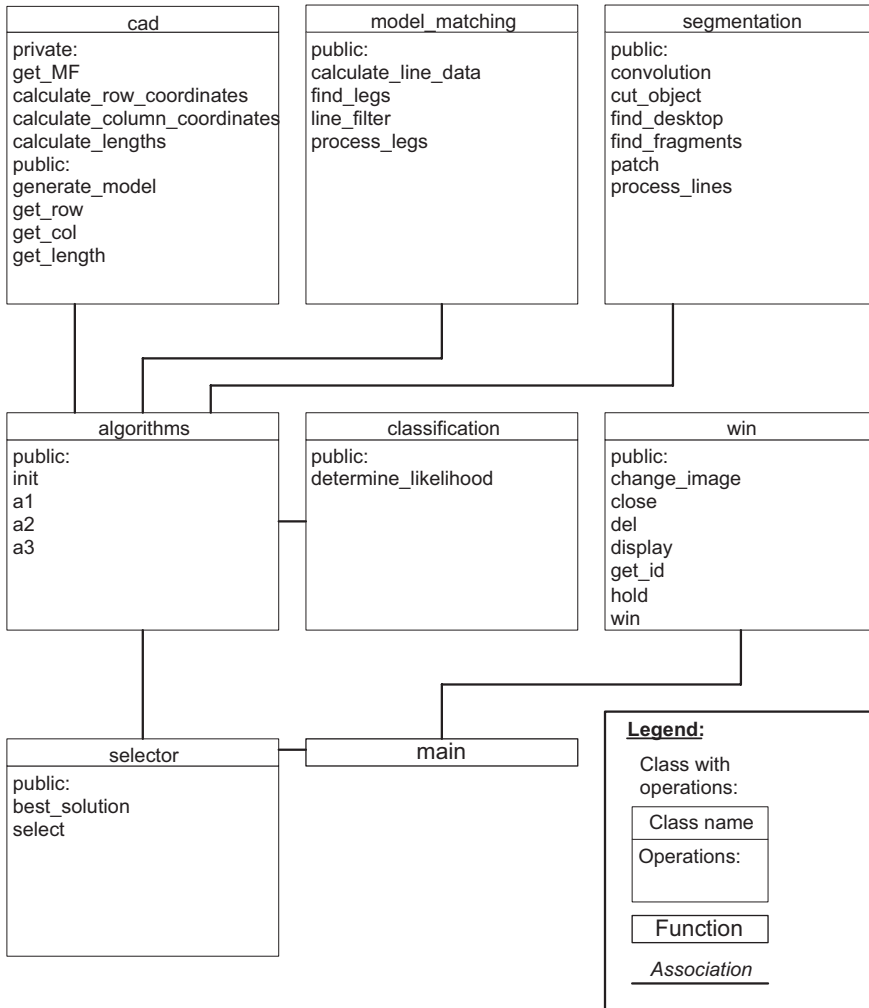 cad
private:
get_MF
calculate_row_coordinates
calculate_column_coordinates
calculate_lengths
public:
generate_model
get_row
get_col
get_length
model_matching
public:
calculate_line_data
find_legs
line_filter
process_legs
segmentation
public:
convolution
cut_object
find_desktop
find_fragments
patch
process_lines
algorithms
public:
init
a1
a2
a3
classification
public:
determine_likelihood
win
public:
change_image
close
del
display
get_id
hold
win
selector
public:
best_solution
select
main
Legend:
Class with
operations:
Class name
Operations:
Function
Association